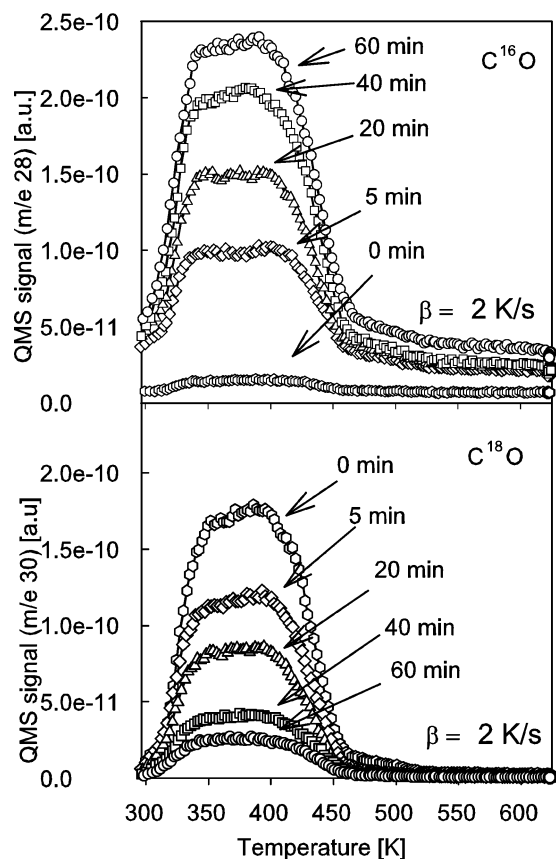 2.5e-10
2.0e-10
1.5e-10
1.0e-10
5.0e-11
0.0
QMS signal (m/e 28) [a.u.]
60 min
40 min
20 min
5 min
0 min
C¹⁶O
β = 2 K/s
2.0e-10
1.5e-10
1.0e-10
5.0e-11
0.0
QMS signal (m/e 30) [a.u]
0 min
5 min
20 min
40 min
60 min
C¹⁸O
β = 2 K/s
300 350 400 450 500 550 600
Temperature [K]